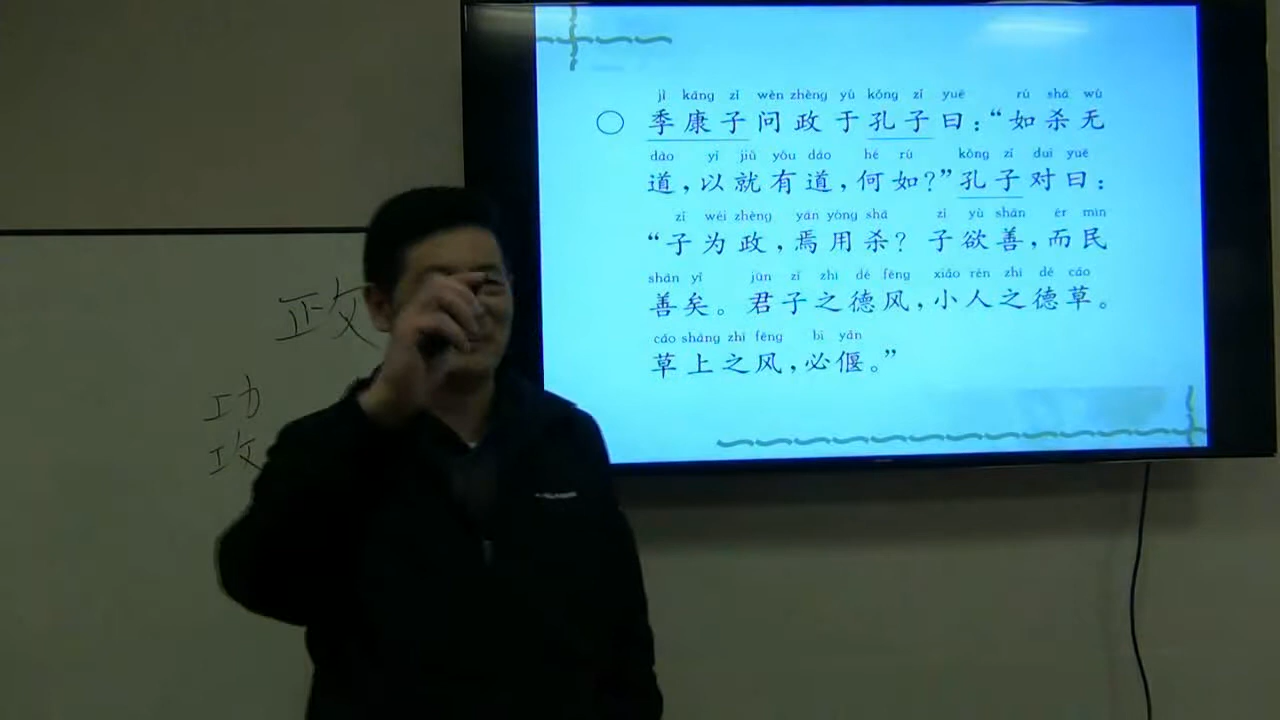 jì kāng zǐ wèn zhèng yú kǒng zǐ yuē rú shā wú
○ 季康子问政于孔子曰：“如杀无
dào yǐ jiù yǒu dào hé rú kǒng zǐ duì yuē
道，以就有道，何如？”孔子对曰：
zǐ wéi zhèng yān yòng shā zǐ yù shàn ér mín
“子为政，焉用杀？子欲善，而民
shàn yǐ jūn zǐ zhī dé fēng xiǎo rén zhī dé cǎo
善矣。君子之德风，小人之德草。
cǎo shàng zhī fēng bì yǎn
草上之风，必偃。”
政
功
攻